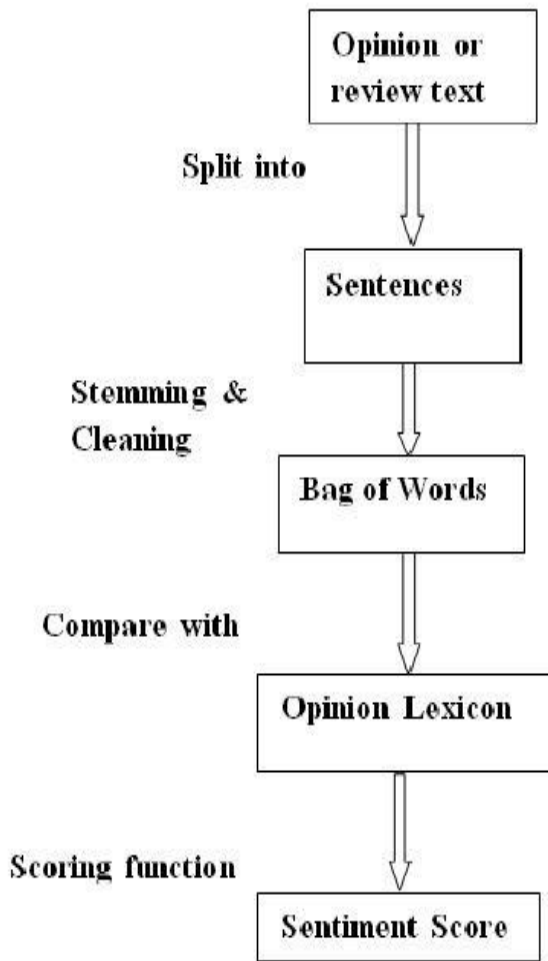 Opinion or
review text
Split into
Sentences
Stemming &
Cleaning
Bag of Words
Compare with
Opinion Lexicon
Scoring function
Sentiment Score